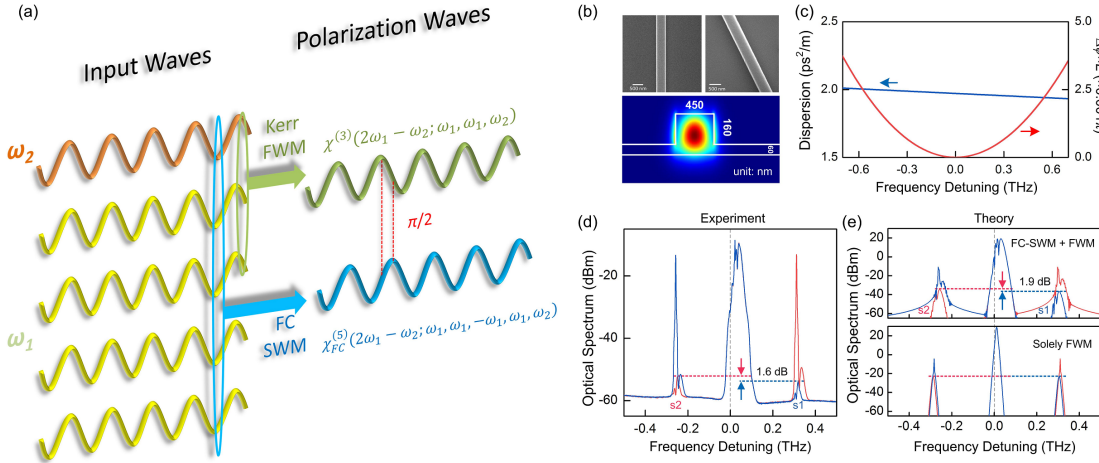 (a)
Input Waves
Polarization Waves
ω₂
Kerr
FWM
χ⁽³⁾(2ω₁ − ω₂; ω₁, ω₁, ω₂)
π/2
ω₁
FC
SWM
χ_FC⁽⁵⁾(2ω₁ − ω₂; ω₁, ω₁, −ω₁, ω₁, ω₂)
(b)
500 nm
500 nm
450
160
60
unit: nm
(c)
Dispersion (ps²/m)
2.5
2.0
1.5
5.0
2.5
0.0
-0.6
-0.3
0.0
0.3
0.6
Frequency Detuning (THz)
(d)
Experiment
Optical Spectrum (dBm)
0
-20
-40
-60
1.6 dB
s2
s1
-0.4
-0.2
0.0
0.2
0.4
Frequency Detuning (THz)
(e)
Theory
Optical Spectrum (dBm)
20
0
-20
-40
-60
FC-SWM + FWM
1.9 dB
s2
s1
20
0
-20
-40
-60
Solely FWM
-0.4
-0.2
0.0
0.2
0.4
Frequency Detuning (THz)